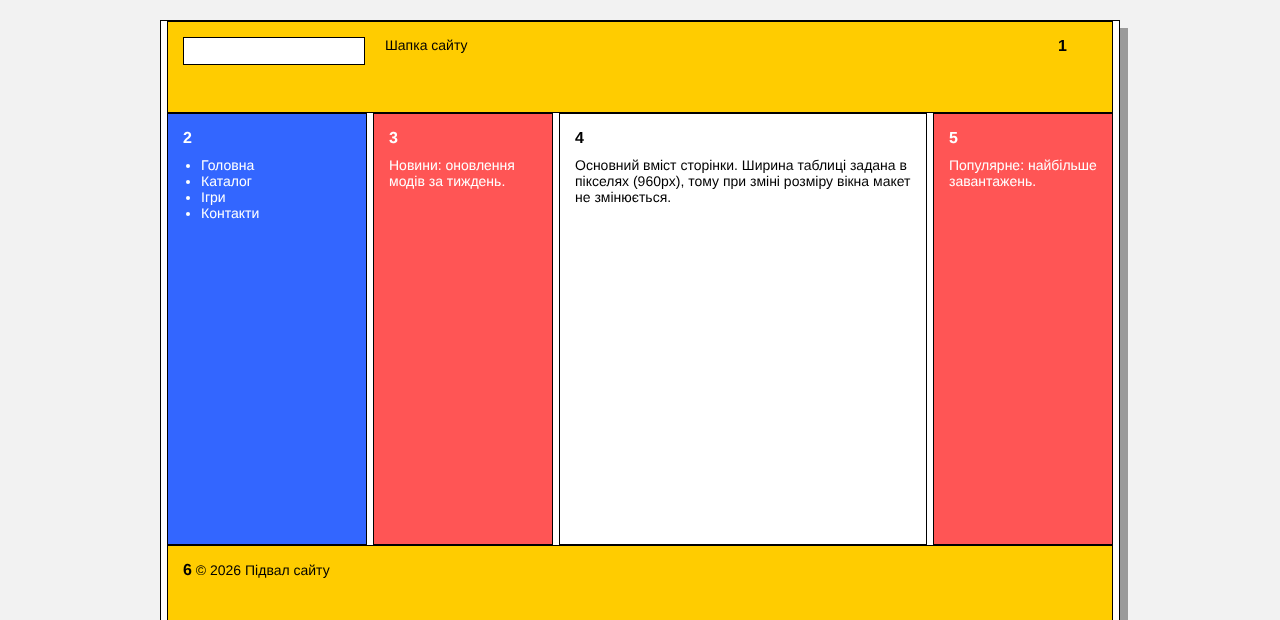 Шапка сайту
1
2
Головна
Каталог
Ігри
Контакти
3
Новини: оновлення
модів за тиждень.
4
Основний вміст сторінки. Ширина таблиці задана в
пікселях (960px), тому при зміні розміру вікна макет
не змінюється.
5
Популярне: найбільше
завантажень.
6 © 2026 Підвал сайту